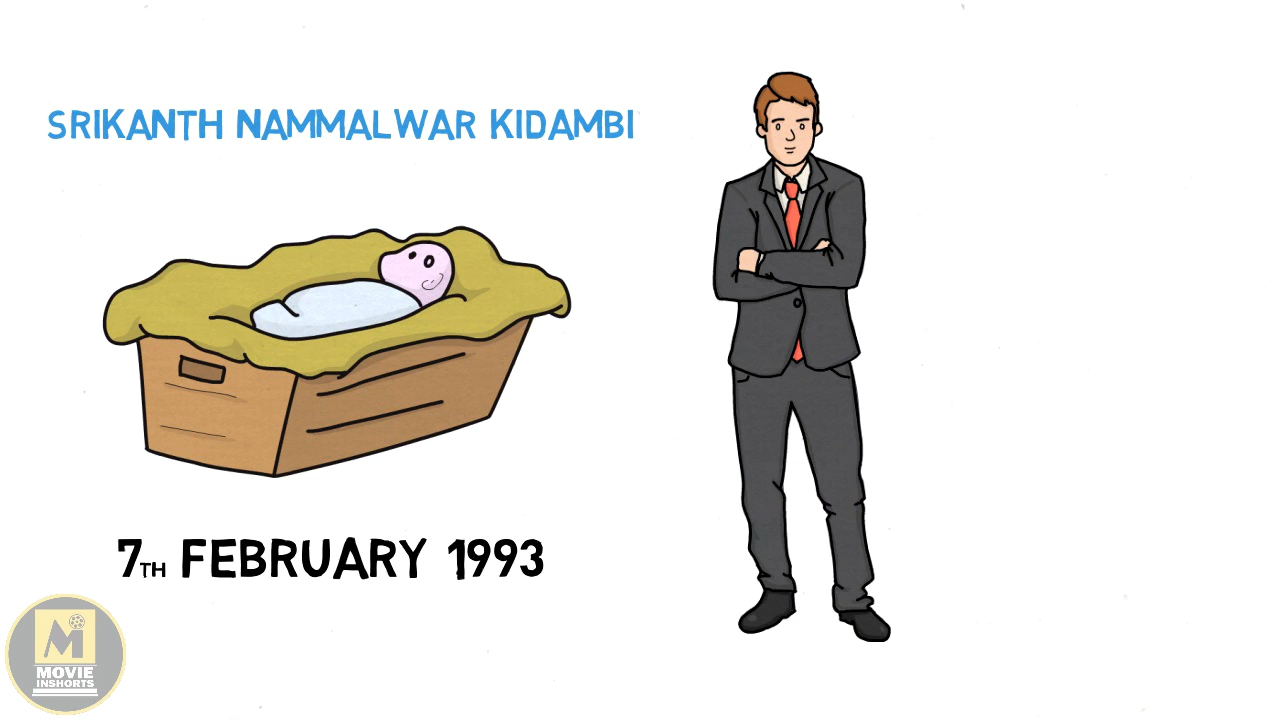 SRIKANTH NAMMALWAR KIDAMBI
7TH FEBRUARY 1993
M
MOVIE
INSHORTS